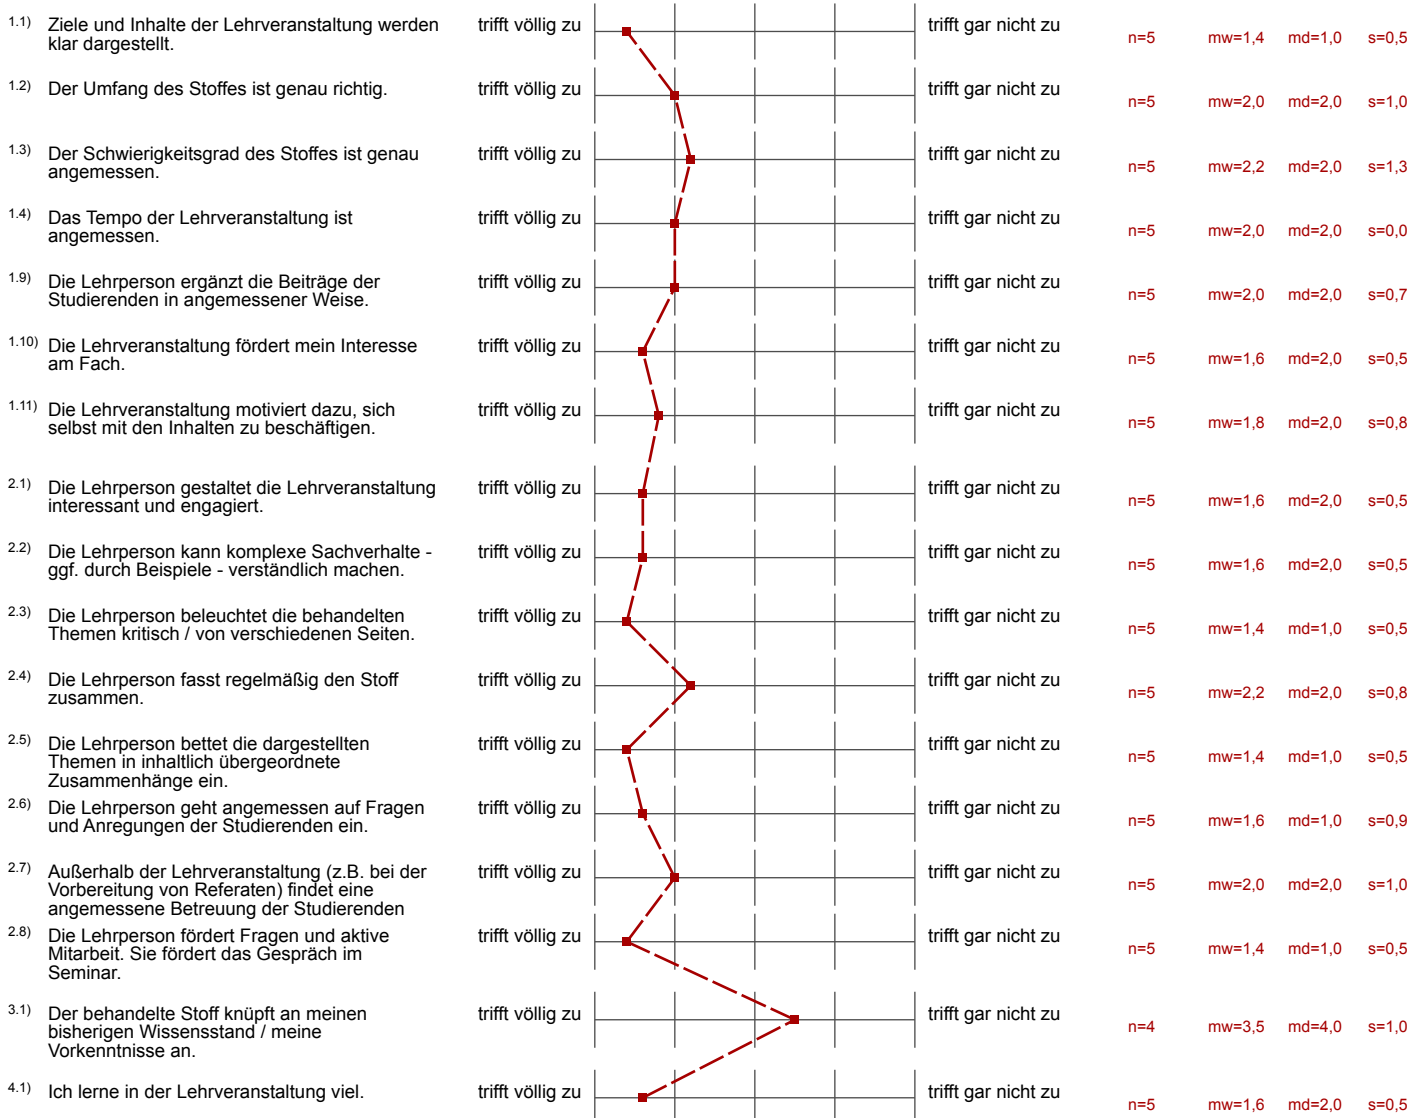 1.1) Ziele und Inhalte der Lehrveranstaltung werden
klar dargestellt.
trifft völlig zu
trifft gar nicht zu
n=5 mw=1,4 md=1,0 s=0,5
1.2) Der Umfang des Stoffes ist genau richtig.
trifft völlig zu
trifft gar nicht zu
n=5 mw=2,0 md=2,0 s=1,0
1.3) Der Schwierigkeitsgrad des Stoffes ist genau
angemessen.
trifft völlig zu
trifft gar nicht zu
n=5 mw=2,2 md=2,0 s=1,3
1.4) Das Tempo der Lehrveranstaltung ist
angemessen.
trifft völlig zu
trifft gar nicht zu
n=5 mw=2,0 md=2,0 s=0,0
1.9) Die Lehrperson ergänzt die Beiträge der
Studierenden in angemessener Weise.
trifft völlig zu
trifft gar nicht zu
n=5 mw=2,0 md=2,0 s=0,7
1.10) Die Lehrveranstaltung fördert mein Interesse
am Fach.
trifft völlig zu
trifft gar nicht zu
n=5 mw=1,6 md=2,0 s=0,5
1.11) Die Lehrveranstaltung motiviert dazu, sich
selbst mit den Inhalten zu beschäftigen.
trifft völlig zu
trifft gar nicht zu
n=5 mw=1,8 md=2,0 s=0,8
2.1) Die Lehrperson gestaltet die Lehrveranstaltung
interessant und engagiert.
trifft völlig zu
trifft gar nicht zu
n=5 mw=1,6 md=2,0 s=0,5
2.2) Die Lehrperson kann komplexe Sachverhalte -
ggf. durch Beispiele - verständlich machen.
trifft völlig zu
trifft gar nicht zu
n=5 mw=1,6 md=2,0 s=0,5
2.3) Die Lehrperson beleuchtet die behandelten
Themen kritisch / von verschiedenen Seiten.
trifft völlig zu
trifft gar nicht zu
n=5 mw=1,4 md=1,0 s=0,5
2.4) Die Lehrperson fasst regelmäßig den Stoff
zusammen.
trifft völlig zu
trifft gar nicht zu
n=5 mw=2,2 md=2,0 s=0,8
2.5) Die Lehrperson bettet die dargestellten
Themen in inhaltlich übergeordnete
Zusammenhänge ein.
trifft völlig zu
trifft gar nicht zu
n=5 mw=1,4 md=1,0 s=0,5
2.6) Die Lehrperson geht angemessen auf Fragen
und Anregungen der Studierenden ein.
trifft völlig zu
trifft gar nicht zu
n=5 mw=1,6 md=1,0 s=0,9
2.7) Außerhalb der Lehrveranstaltung (z.B. bei der
Vorbereitung von Referaten) findet eine
angemessene Betreuung der Studierenden
trifft völlig zu
trifft gar nicht zu
n=5 mw=2,0 md=2,0 s=1,0
2.8) Die Lehrperson fördert Fragen und aktive
Mitarbeit. Sie fördert das Gespräch im
Seminar.
trifft völlig zu
trifft gar nicht zu
n=5 mw=1,4 md=1,0 s=0,5
3.1) Der behandelte Stoff knüpft an meinen
bisherigen Wissensstand / meine
Vorkenntnisse an.
trifft völlig zu
trifft gar nicht zu
n=4 mw=3,5 md=4,0 s=1,0
4.1) Ich lerne in der Lehrveranstaltung viel.
trifft völlig zu
trifft gar nicht zu
n=5 mw=1,6 md=2,0 s=0,5